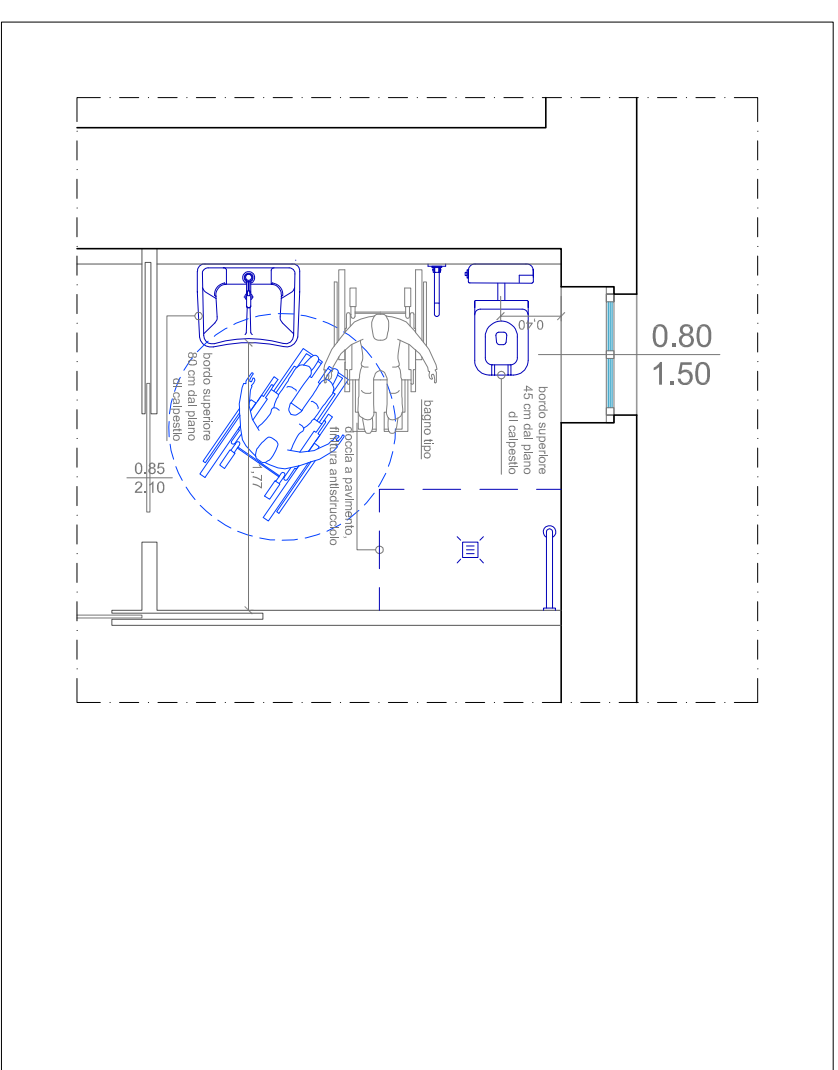 0.80
1.50
0,40
bordo superiore
45 cm dal plano
di calpestio
bagno tipo
doccia a pavimento,
finitura antisdrucciolo
1,77
bordo superiore
80 cm dal piano
di calpestio
0.85
2.10